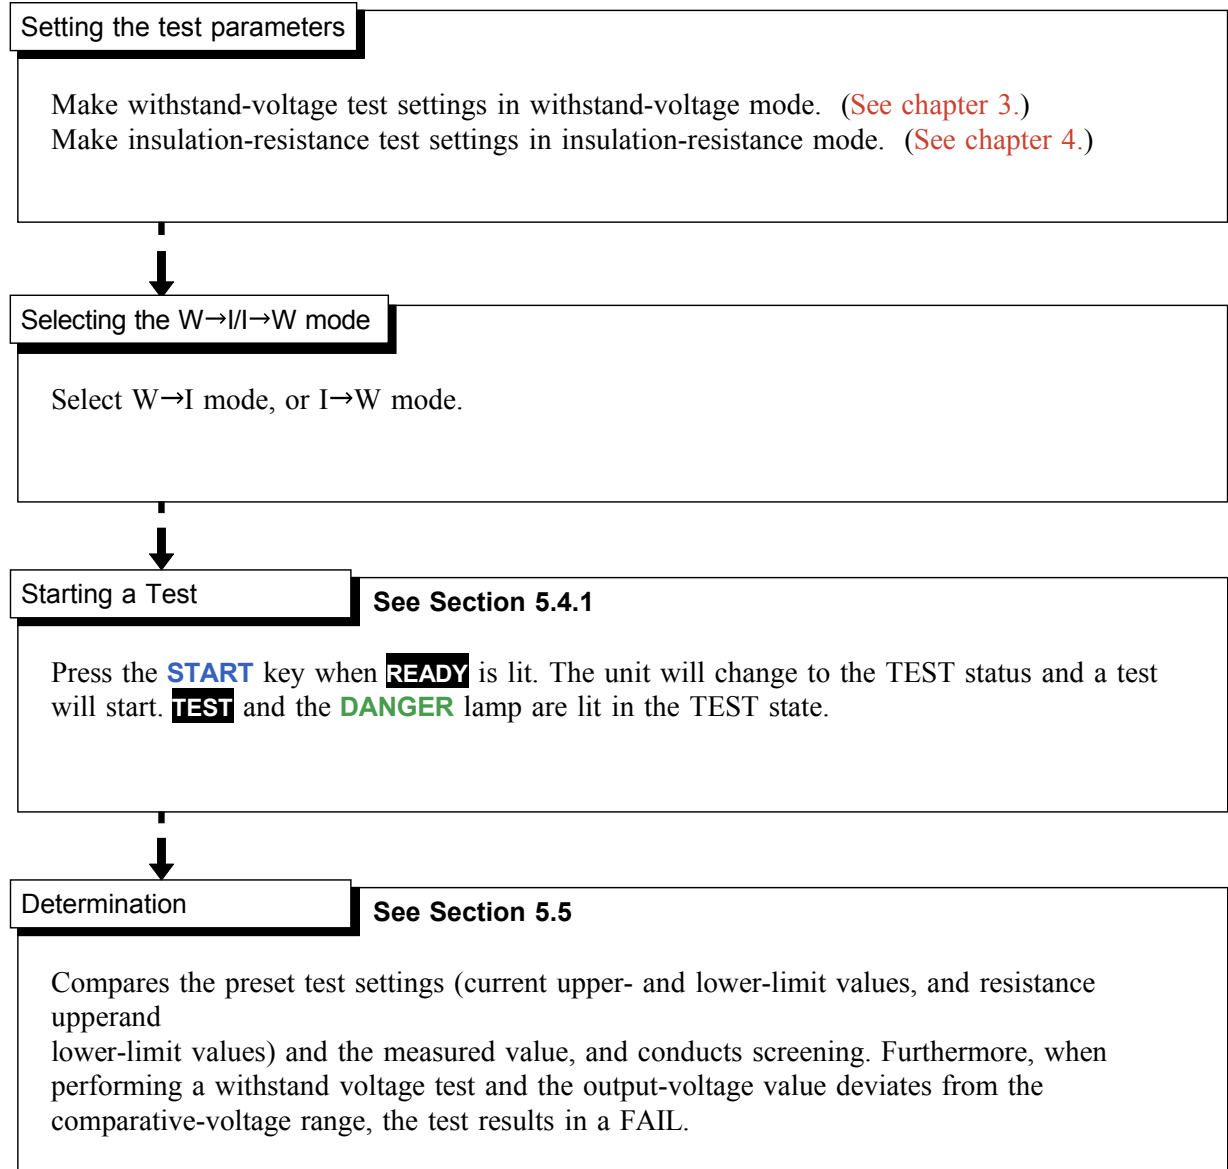 Setting the test parameters
Make withstand-voltage test settings in withstand-voltage mode. (See chapter 3.)
Make insulation-resistance test settings in insulation-resistance mode. (See chapter 4.)
Selecting the W→I/I→W mode
Select W→I mode, or I→W mode.
Starting a Test
See Section 5.4.1
Press the START key when READY is lit. The unit will change to the TEST status and a test
will start. TEST and the DANGER lamp are lit in the TEST state.
Determination
See Section 5.5
Compares the preset test settings (current upper- and lower-limit values, and resistance
upperand
lower-limit values) and the measured value, and conducts screening. Furthermore, when
performing a withstand voltage test and the output-voltage value deviates from the
comparative-voltage range, the test results in a FAIL.